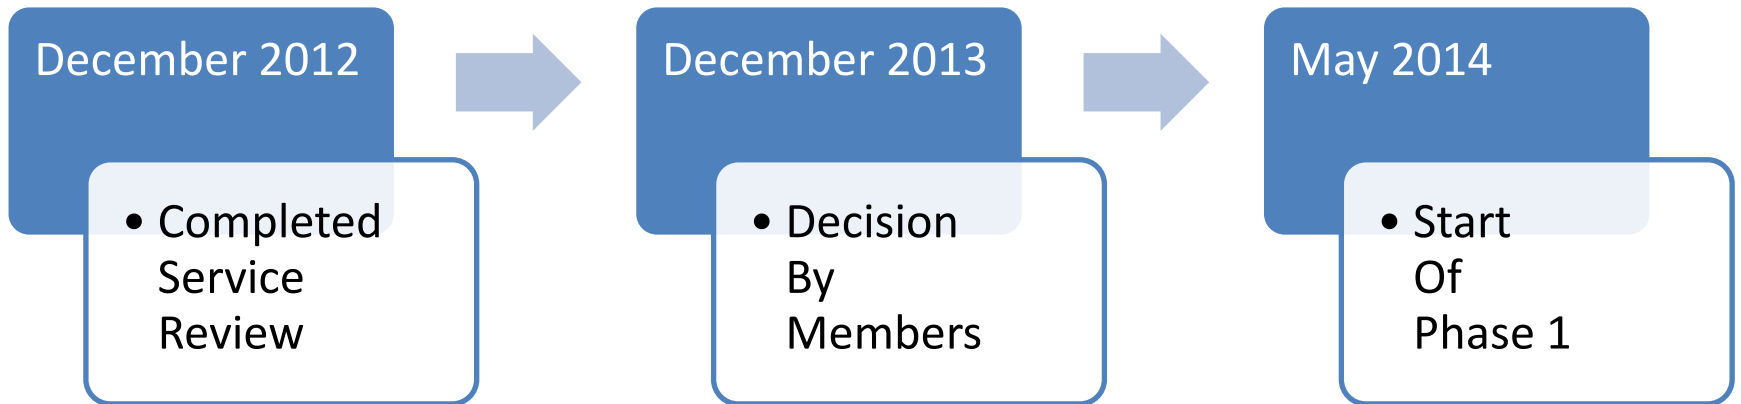 December 2012
• Completed
Service
Review
December 2013
• Decision
By
Members
May 2014
• Start
Of
Phase 1